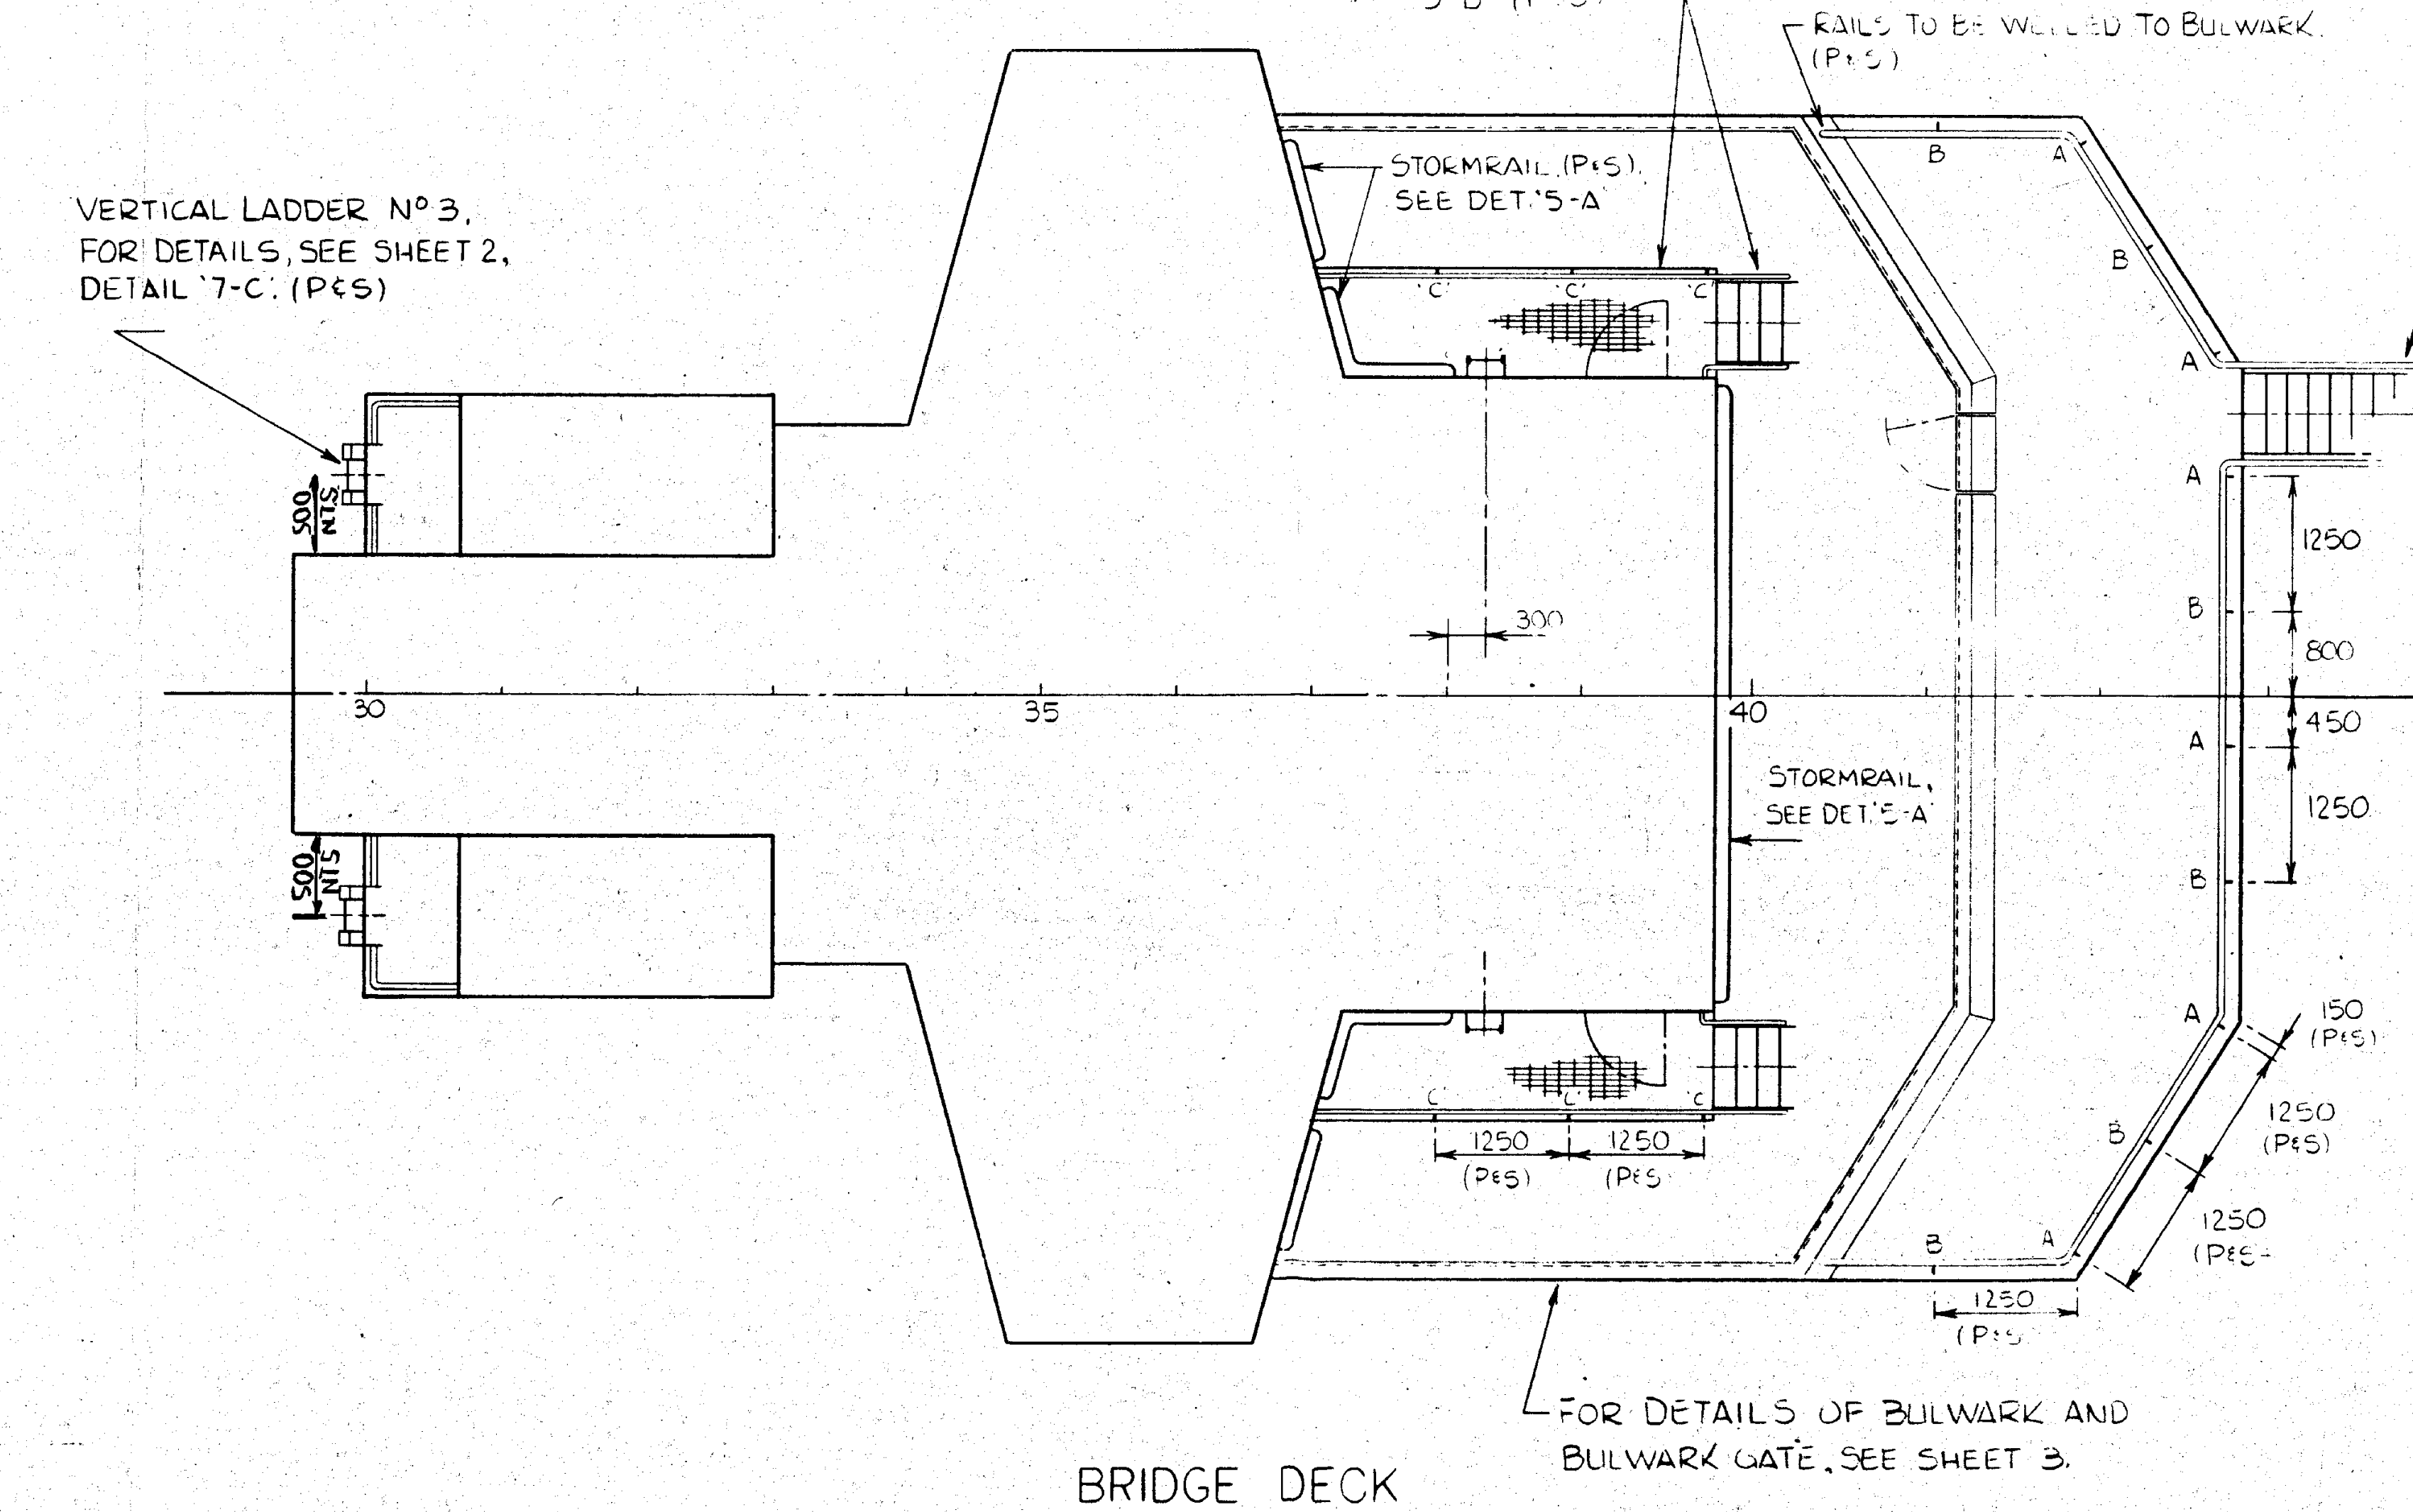 RAILS TO BE WELDED TO BULWARK.
(P&S)
STORMRAIL (P&S).
SEE DET. '5-A'
VERTICAL LADDER Nº 3,
FOR DETAILS, SEE SHEET 2,
DETAIL '7-C'. (P&S)
B
A
B
A
'C'
'C'
'C'
500
N.T.S.
A
1250
B
300
800
30
35
40
450
A
STORMRAIL,
SEE DET. '5-A'
1250
B
500
NTS
A
150
(P&S)
C
C
C
1250
(P&S)
1250
(P&S
B
1250
(P&S)
1250
(P&S
B
A
1250
(P&S
FOR DETAILS OF BULWARK AND
BULWARK GATE, SEE SHEET 3.
BRIDGE DECK